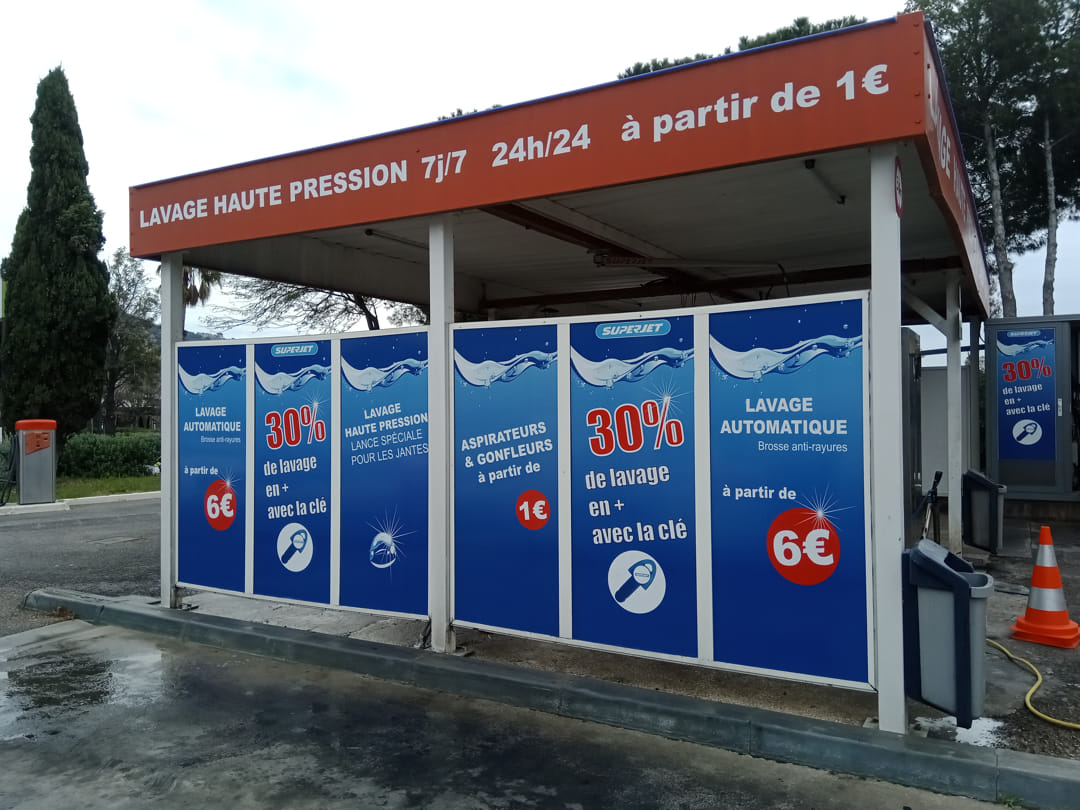 LAVAGE HAUTE PRESSION 7j/7 24h/24 à partir de 1€
LAVAGE
AUTOMATIQUE
Brosse anti-rayures
à partir de
6€
SUPERJET
30%
de lavage
en +
avec la clé
LAVAGE
HAUTE PRESSION
LANCE SPÉCIALE
POUR LES JANTES
ASPIRATEURS
& GONFLEURS
à partir de
1€
SUPERJET
30%
de lavage
en +
avec la clé
LAVAGE
AUTOMATIQUE
Brosse anti-rayures
à partir de
6€
SUPERJET
30%
de lavage
en +
avec la clé